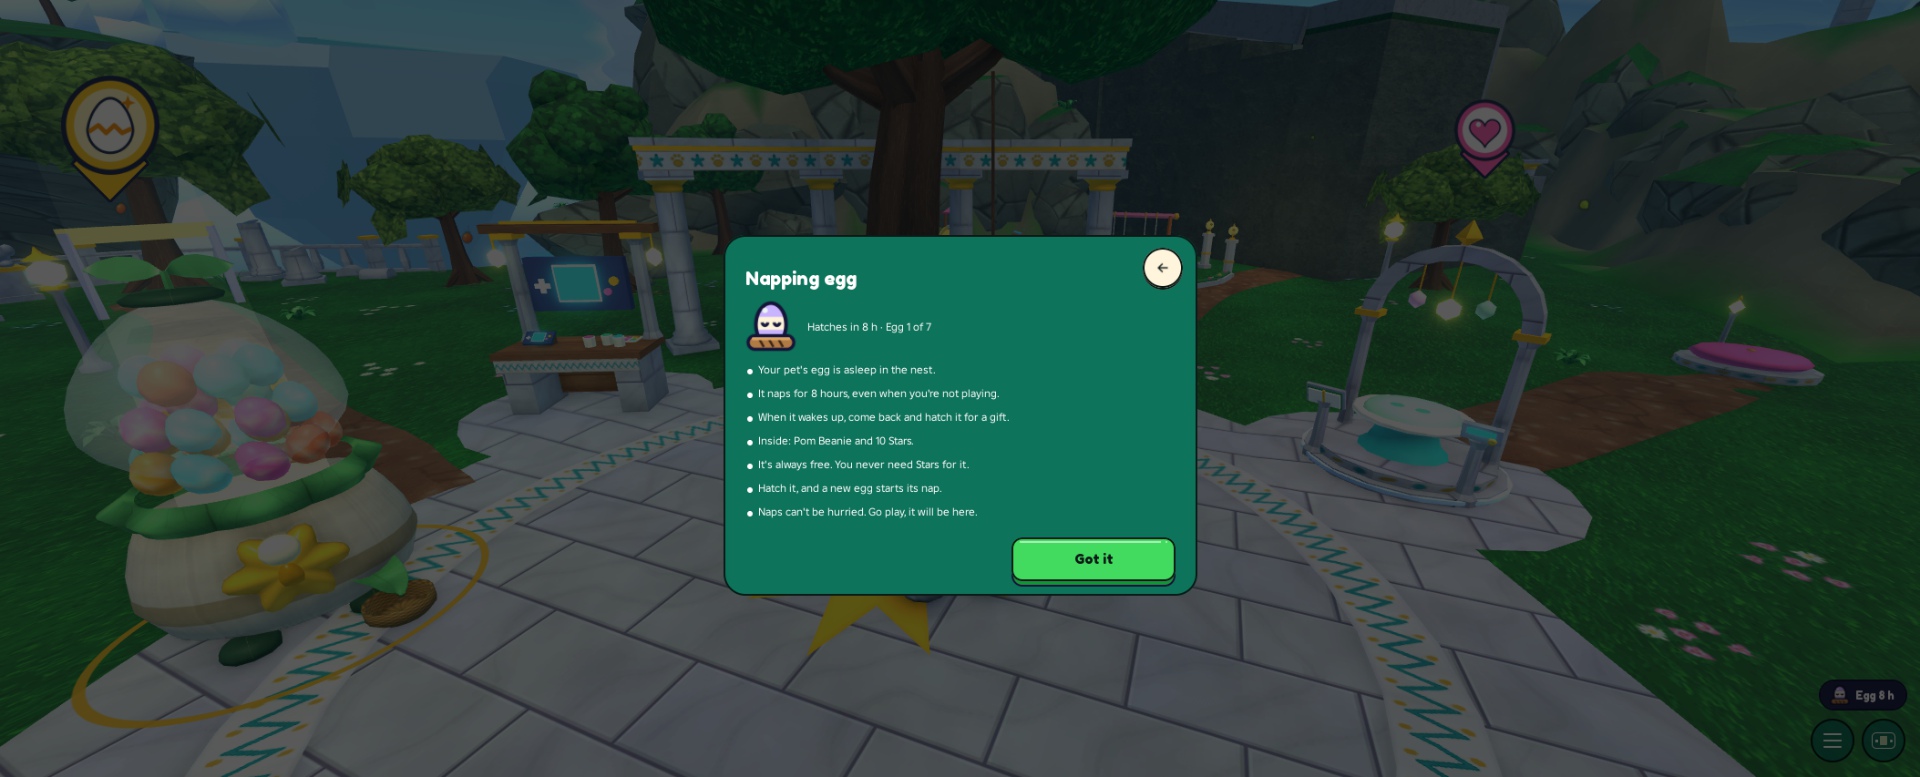 Napping egg
Hatches in 8 h · Egg 1 of 7
Your pet's egg is asleep in the nest.
It naps for 8 hours, even when you're not playing.
When it wakes up, come back and hatch it for a gift.
Inside: Pom Beanie and 10 Stars.
It's always free. You never need Stars for it.
Hatch it, and a new egg starts its nap.
Naps can't be hurried. Go play, it will be here.
Got it
Egg 8 h